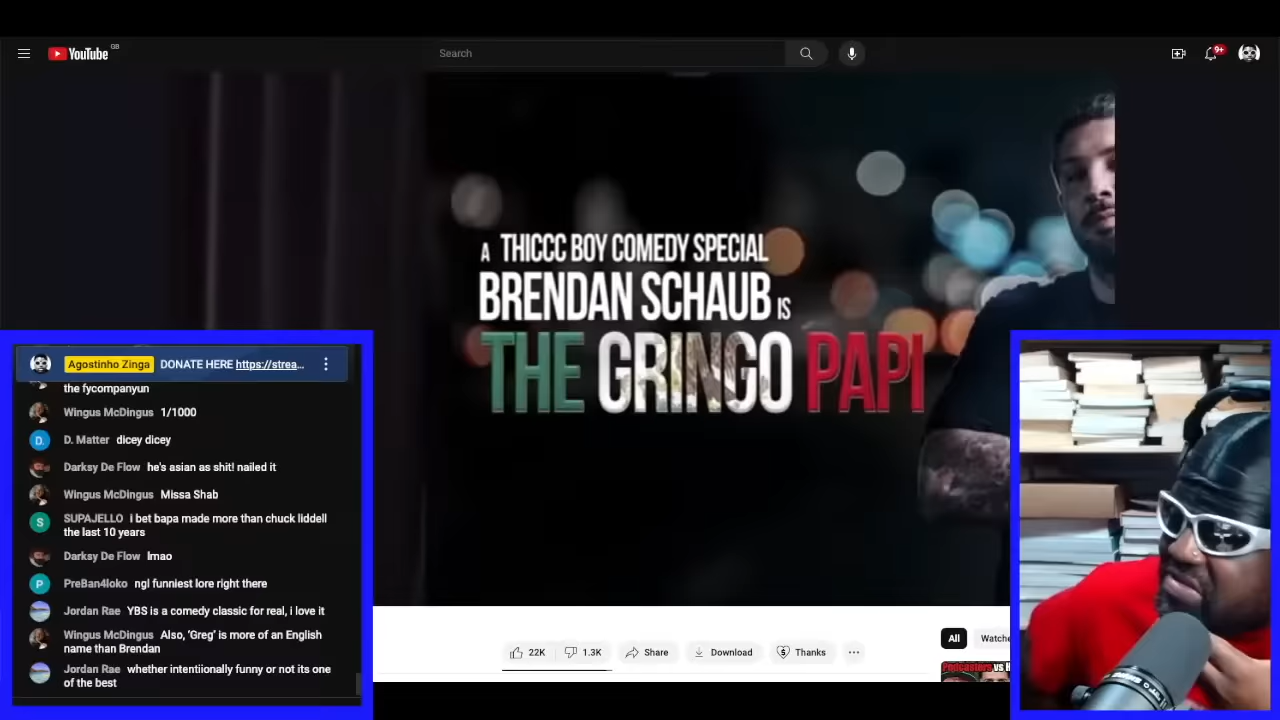 YouTube GB
Search
9+
A THICCC BOY COMEDY SPECIAL
BRENDAN SCHAUB IS
THE GRINGO PAPI
Agostinho Zinga DONATE HERE https://strea...
the fycompanyun
Wingus McDingus 1/1000
D. Matter dicey dicey
Darksy De Flow he's asian as shit! nailed it
Wingus McDingus Missa Shab
SUPAJELLO i bet bapa made more than chuck liddell
the last 10 years
Darksy De Flow lmao
PreBan4loko ngl funniest lore right there
Jordan Rae YBS is a comedy classic for real, i love it
Wingus McDingus Also, 'Greg' is more of an English
name than Brendan
Jordan Rae whether intentiionally funny or not its one
of the best
D.
S
P
22K 1.3K Share Download Thanks
All Watche
Podcasters vs H